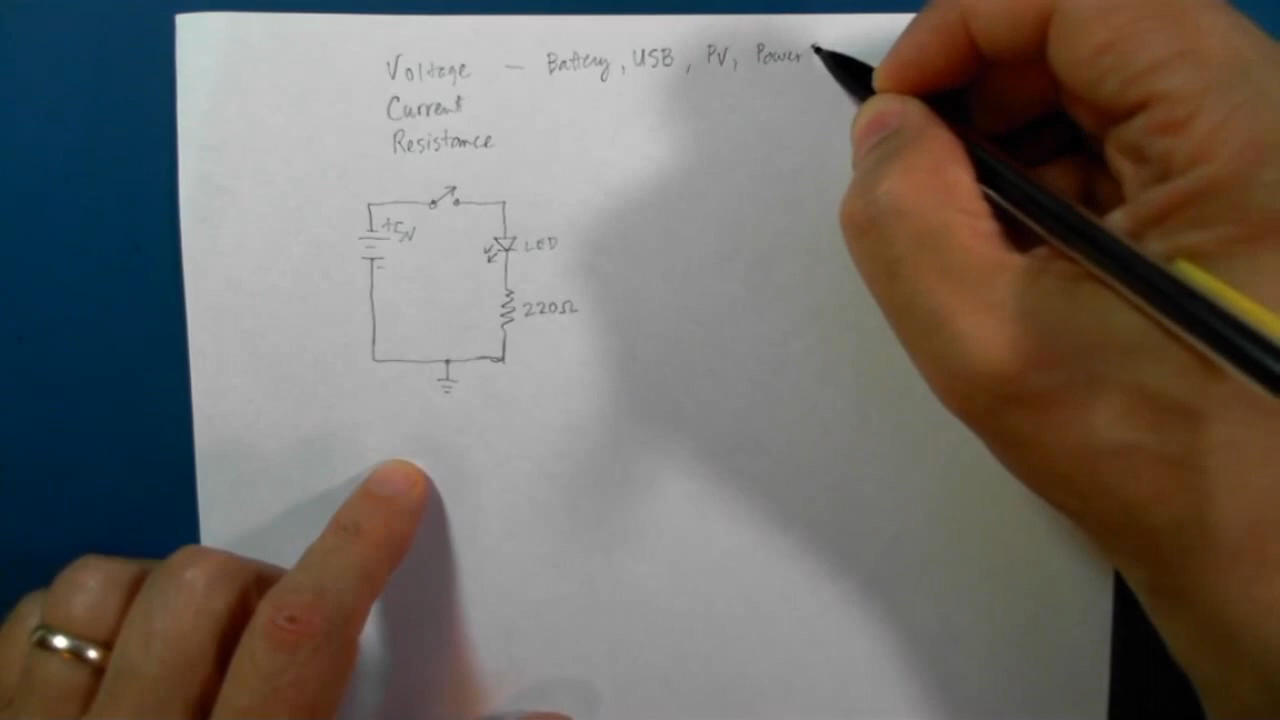 Voltage — Battery, USB, PV, Power
Current
Resistance
+5V
LED
220Ω